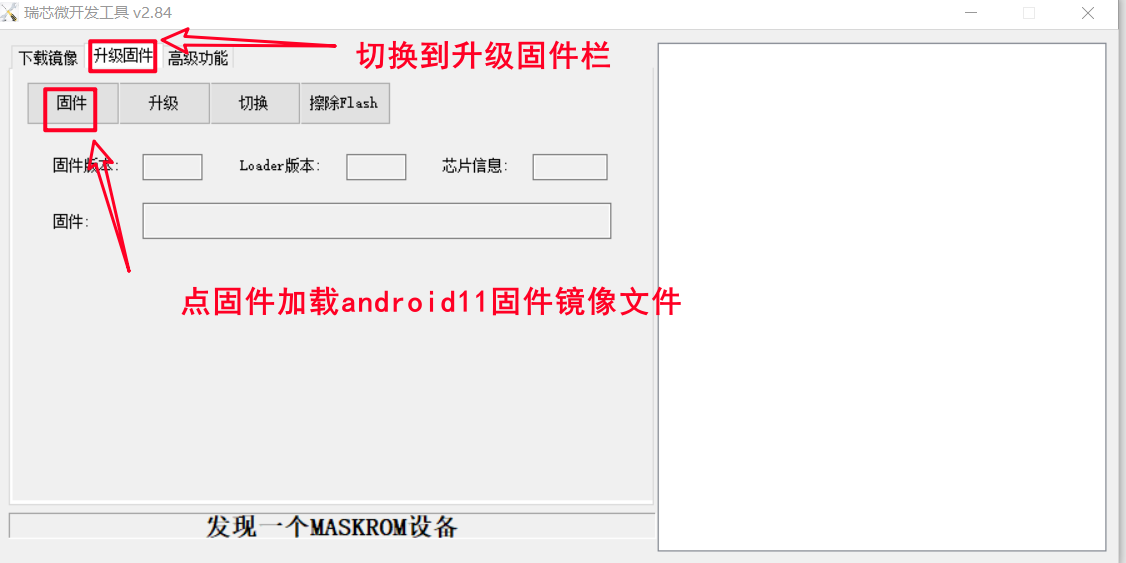 瑞芯微开发工具 v2.84
下载镜像 升级固件 高级功能
切换到升级固件栏
固件 升级 切换 擦除Flash
固件版本: Loader版本: 芯片信息:
固件:
点固件加载android11固件镜像文件
发现一个MASKROM设备